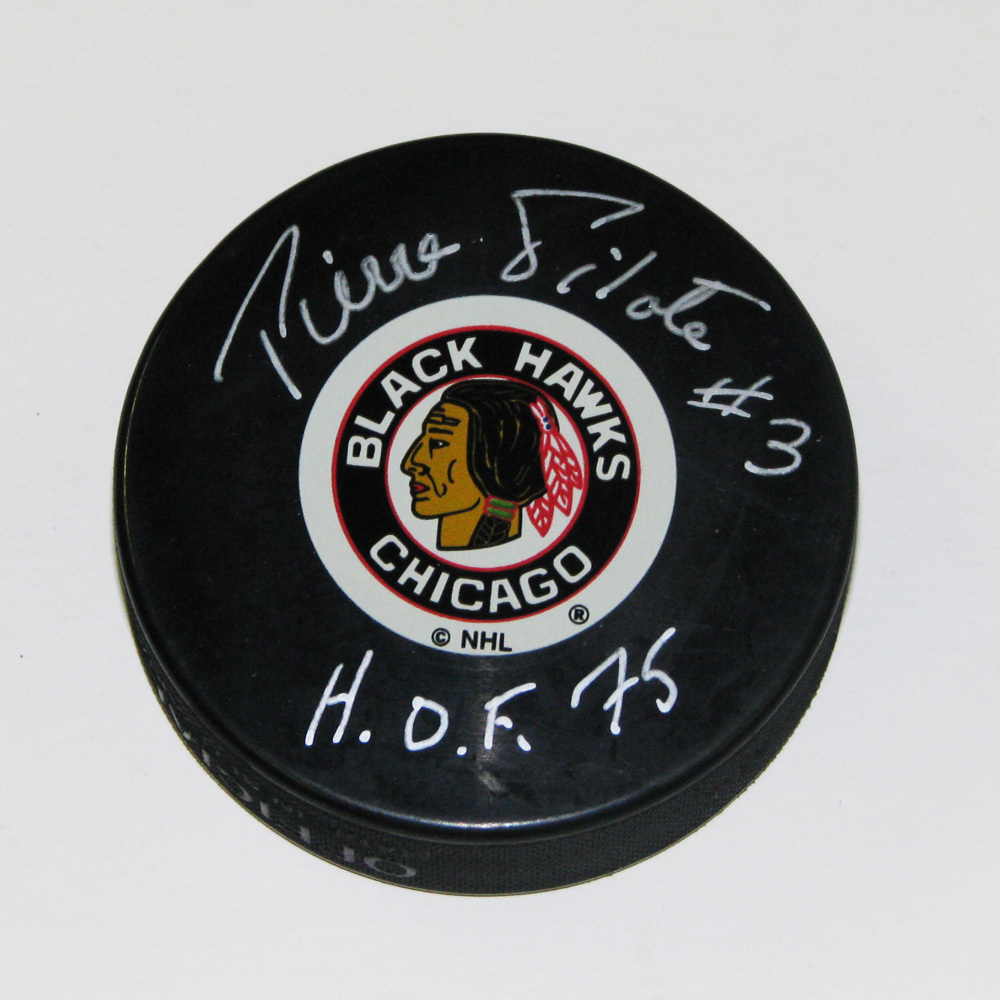 Pierre Pilote
#3
BLACK HAWKS
CHICAGO
®
© NHL
H.O.F. 75